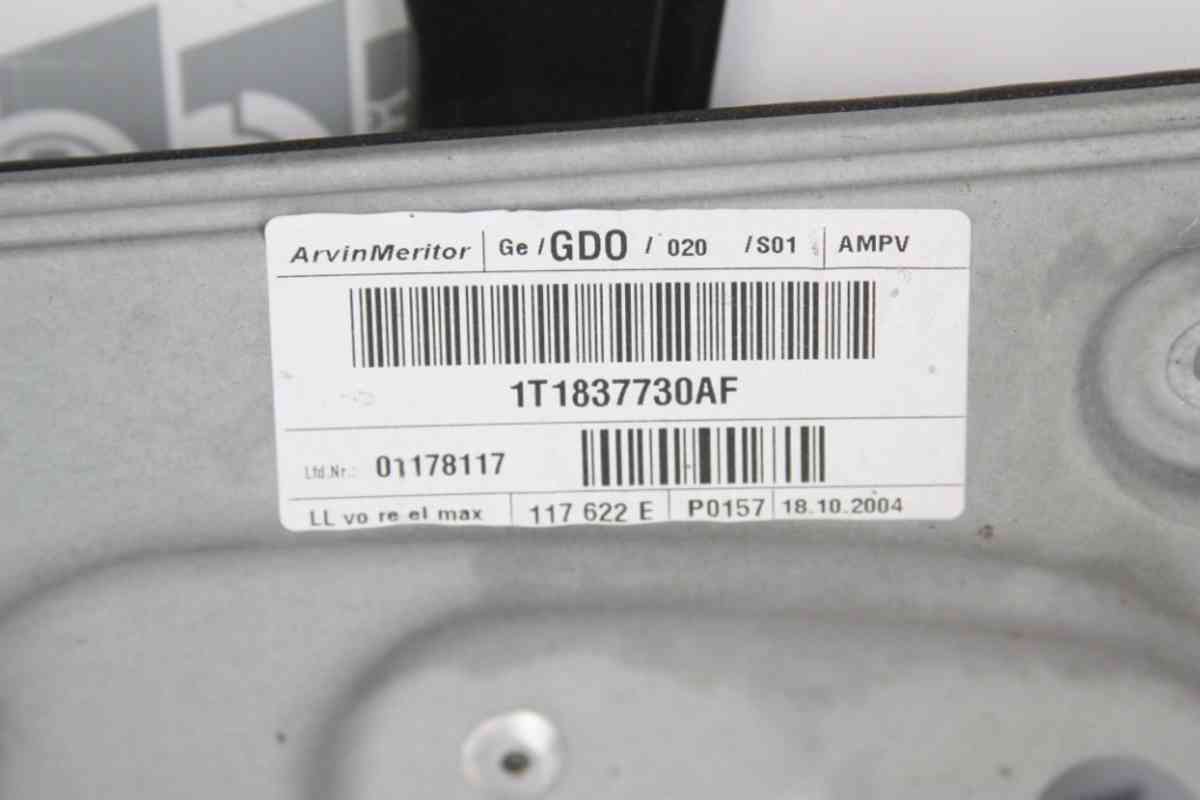 ArvinMeritor Ge / GDO / 020 / S01 AMPV
1T1837730AF
Lfd.Nr.: 01178117
LL vo re el max 117 622 E P0157 18.10.2004